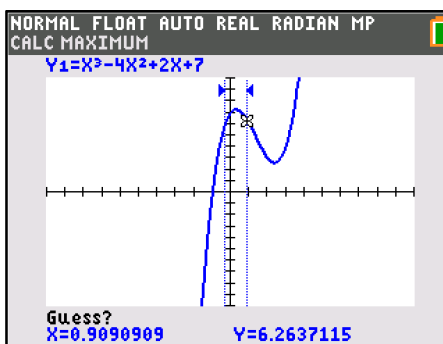 NORMAL FLOAT AUTO REAL RADIAN MP
CALC MAXIMUM
Y1=X³-4X²+2X+7
Guess?
X=0.9090909 Y=6.2637115